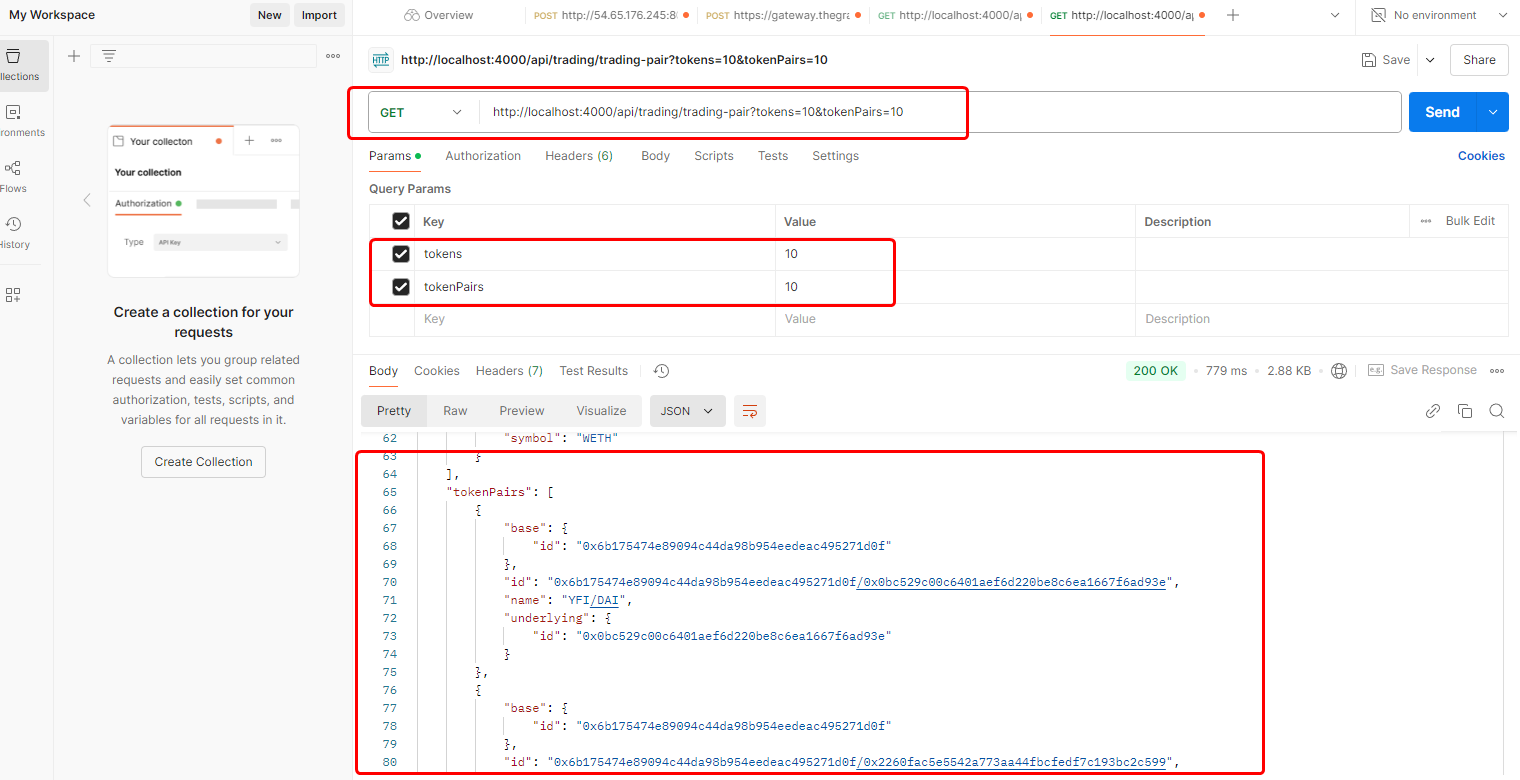 My Workspace
New
Import
Overview
POST http://54.65.176.245:8
POST https://gateway.thegra
GET http://localhost:4000/ap
GET http://localhost:4000/ap
No environment
llections
ironments
Flows
History
Your collecton
Your collection
Authorization
Type
API Key
Create a collection for your
requests
A collection lets you group related
requests and easily set common
authorization, tests, scripts, and
variables for all requests in it.
Create Collection
HTTP
http://localhost:4000/api/trading/trading-pair?tokens=10&tokenPairs=10
Save
Share
GET
http://localhost:4000/api/trading/trading-pair?tokens=10&tokenPairs=10
Send
Params
Authorization
Headers (6)
Body
Scripts
Tests
Settings
Cookies
Query Params
Key
Value
Description
Bulk Edit
tokens
10
tokenPairs
10
Key
Value
Description
Body
Cookies
Headers (7)
Test Results
200 OK
779 ms
2.88 KB
e.g.
Save Response
Pretty
Raw
Preview
Visualize
JSON
62 "symbol": "WETH"
63 }
64 ],
65 "tokenPairs": [
66 {
67 "base": {
68 "id": "0x6b175474e89094c44da98b954eedeac495271d0f"
69 },
70 "id": "0x6b175474e89094c44da98b954eedeac495271d0f/0x0bc529c00c6401aef6d220be8c6ea1667f6ad93e",
71 "name": "YFI/DAI",
72 "underlying": {
73 "id": "0x0bc529c00c6401aef6d220be8c6ea1667f6ad93e"
74 }
75 },
76 {
77 "base": {
78 "id": "0x6b175474e89094c44da98b954eedeac495271d0f"
79 },
80 "id": "0x6b175474e89094c44da98b954eedeac495271d0f/0x2260fac5e5542a773aa44fbcfedf7c193bc2c599",